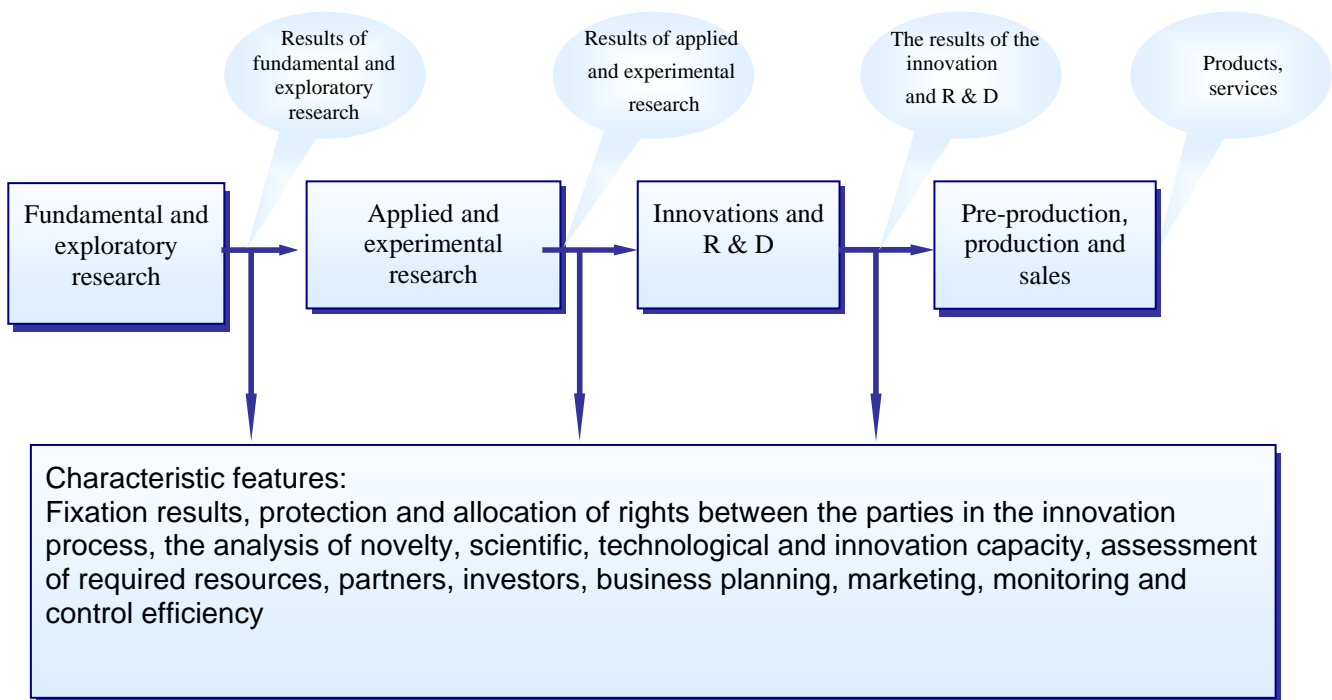 Results of
fundamental and
exploratory
research
Results of applied
and experimental
research
The results of the
innovation
and R & D
Products,
services
Fundamental and
exploratory
research
Applied and
experimental
research
Innovations and
R & D
Pre-production,
production and
sales
Characteristic features:
Fixation results, protection and allocation of rights between the parties in the innovation
process, the analysis of novelty, scientific, technological and innovation capacity, assessment
of required resources, partners, investors, business planning, marketing, monitoring and
control efficiency